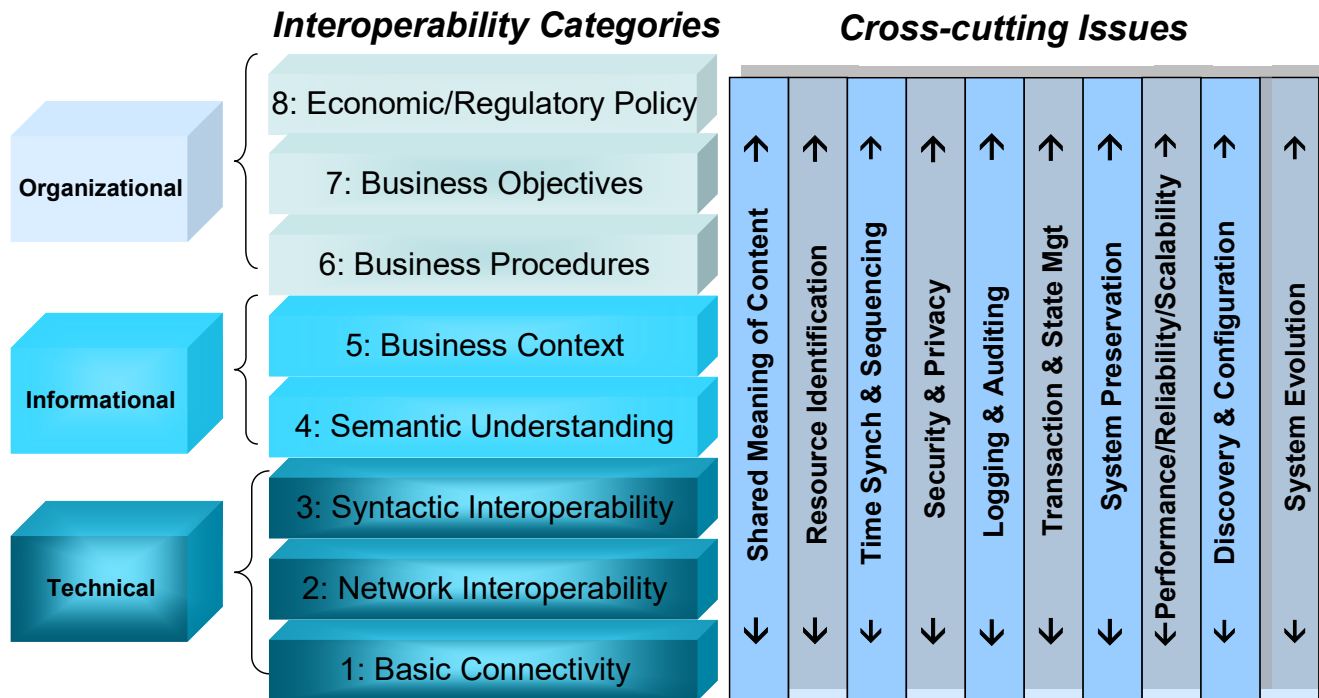 Interoperability Categories
Cross-cutting Issues
Organizational
8: Economic/Regulatory Policy
7: Business Objectives
6: Business Procedures
Informational
5: Business Context
4: Semantic Understanding
Technical
3: Syntactic Interoperability
2: Network Interoperability
1: Basic Connectivity
Shared Meaning of Content
Resource Identification
Time Synch & Sequencing
Security & Privacy
Logging & Auditing
Transaction & State Mgt
System Preservation
Performance/Reliability/Scalability
Discovery & Configuration
System Evolution